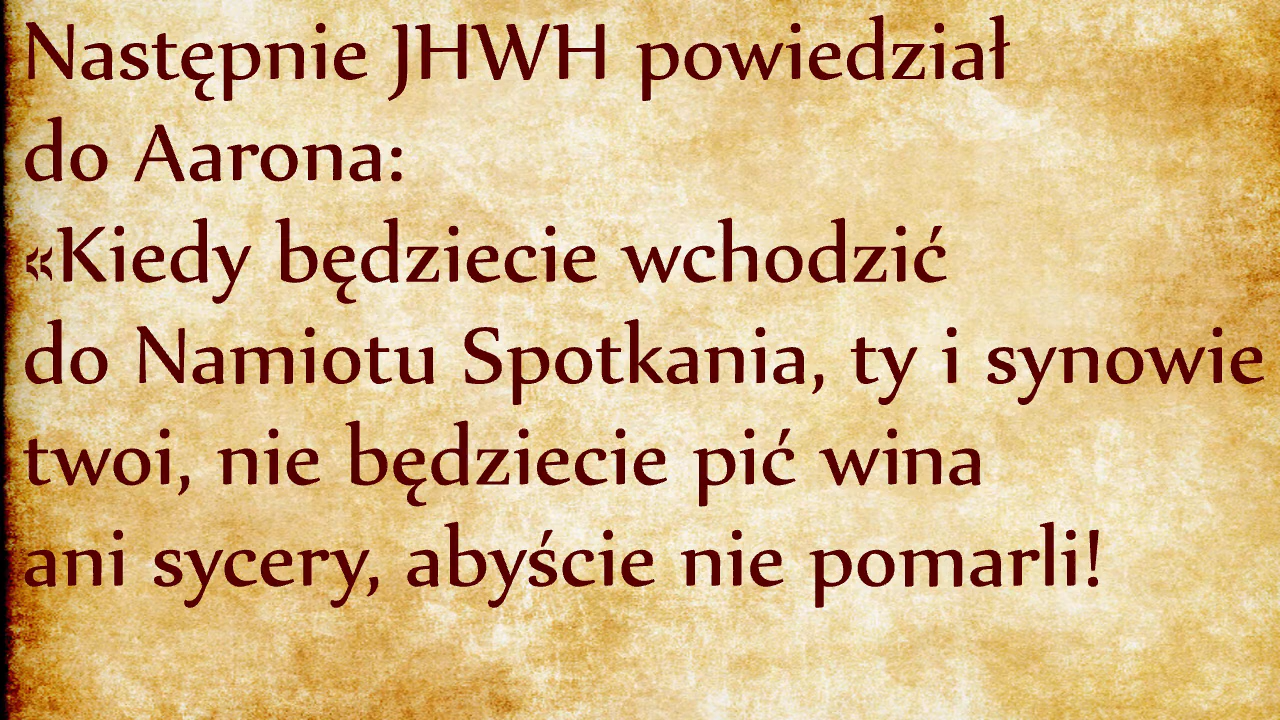 Następnie JHWH powiedział
do Aarona:
«Kiedy będziecie wchodzić
do Namiotu Spotkania, ty i synowie
twoi, nie będziecie pić wina
ani sycery, abyście nie pomarli!